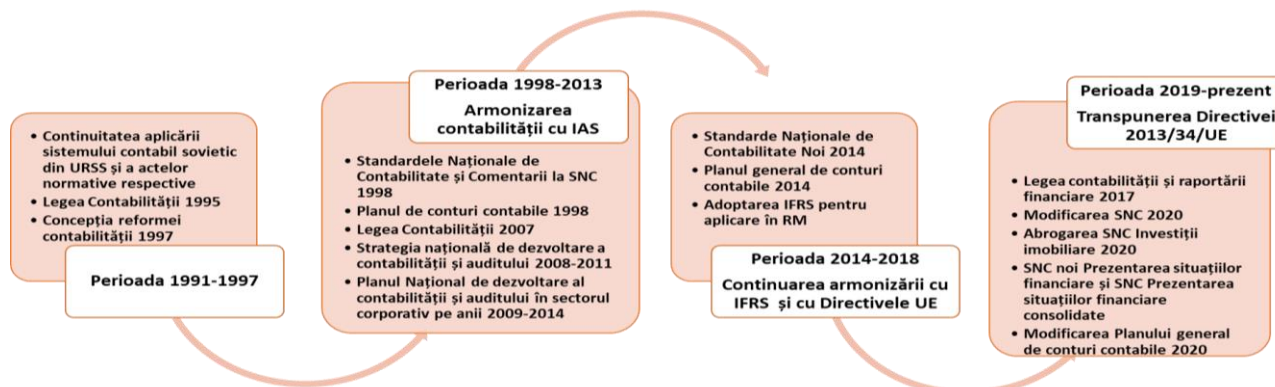 • Continuitatea aplicării
sistemului contabil sovietic
din URSS și a actelor
normative respective
• Legea Contabilității 1995
• Concepția reformei
contabilității 1997
Perioada 1991-1997
Perioada 1998-2013
Armonizarea
contabilității cu IAS
• Standardele Naționale de
Contabilitate și Comentarii la SNC
1998
• Planul de conturi contabile 1998
• Legea Contabilității 2007
• Strategia națională de dezvoltare a
contabilității și auditului 2008-2011
• Planul Național de dezvoltare al
contabilității și auditului în sectorul
corporativ pe anii 2009-2014
• Standarde Naționale de
Contabilitate Noi 2014
• Planul general de conturi
contabile 2014
• Adoptarea IFRS pentru
aplicare în RM
Perioada 2014-2018
Continuarea armonizării cu
IFRS și cu Directivele UE
Perioada 2019-prezent
Transpunerea Directivei
2013/34/UE
• Legea contabilității și raportării
financiare 2017
• Modificarea SNC 2020
• Abrogarea SNC Investiții
imobiliare 2020
• SNC noi Prezentarea situațiilor
financiare și SNC Prezentarea
situațiilor financiare
consolidate
• Modificarea Planului general
de conturi contabile 2020